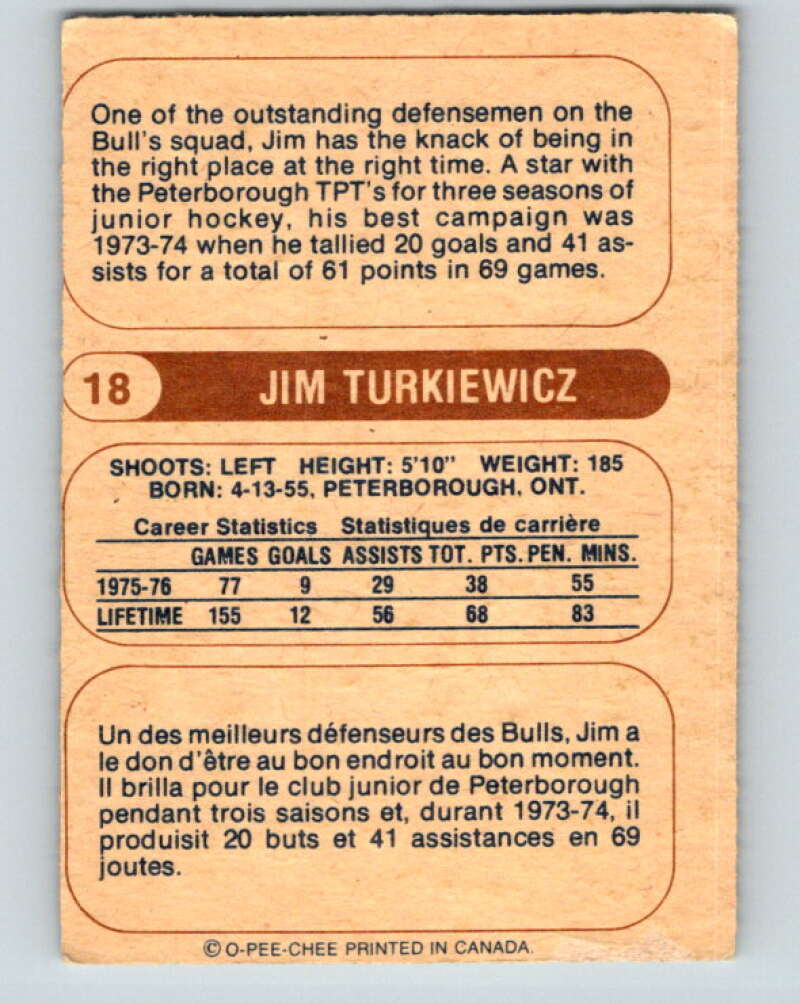 One of the outstanding defensemen on the
Bull's squad, Jim has the knack of being in
the right place at the right time. A star with
the Peterborough TPT's for three seasons of
junior hockey, his best campaign was
1973-74 when he tallied 20 goals and 41 as-
sists for a total of 61 points in 69 games.
18 JIM TURKIEWICZ
SHOOTS: LEFT HEIGHT: 5'10" WEIGHT: 185
BORN: 4-13-55, PETERBOROUGH, ONT.
Career Statistics Statistiques de carrière
GAMES GOALS ASSISTS TOT. PTS. PEN. MINS.
1975-76 77 9 29 38 55
LIFETIME 155 12 56 68 83
Un des meilleurs défenseurs des Bulls, Jim a
le don d'être au bon endroit au bon moment.
Il brilla pour le club junior de Peterborough
pendant trois saisons et, durant 1973-74, il
produisit 20 buts et 41 assistances en 69
joutes.
© O-PEE-CHEE PRINTED IN CANADA.